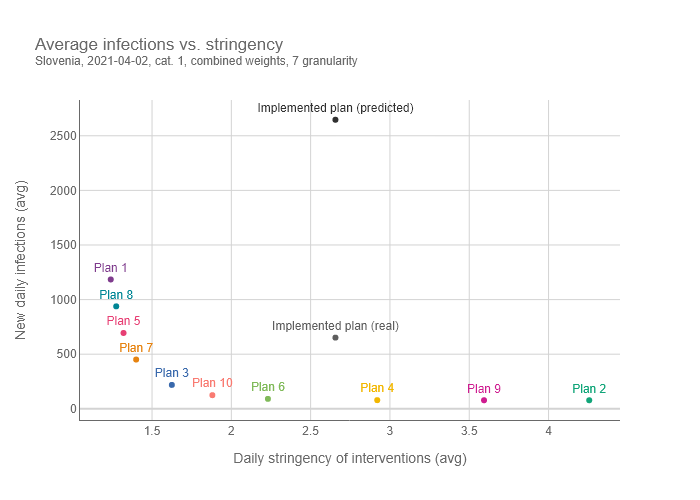 Average infections vs. stringency
Slovenia, 2021-04-02, cat. 1, combined weights, 7 granularity
Implemented plan (predicted)
2500
2000
1500
Plan 1
Plan 8
1000
Plan 5
Implemented plan (real)
Plan 7
500
Plan 3
Plan 10
Plan 6
Plan 4
Plan 9
Plan 2
0
New daily infections (avg)
1.5
2
2.5
3
3.5
4
Daily stringency of interventions (avg)